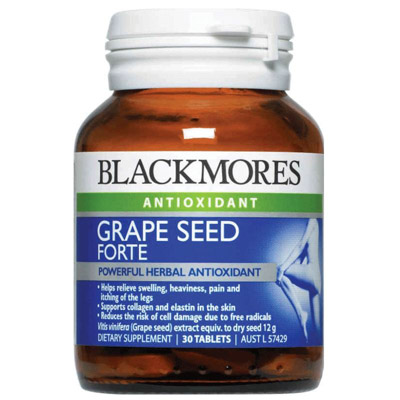 BLACKMORES
ANTIOXIDANT
GRAPE SEED
FORTE
POWERFUL HERBAL ANTIOXIDANT
• Helps relieve swelling, heaviness, pain and
itching of the legs
• Supports collagen and elastin in the skin
• Reduces the risk of cell damage due to free radicals
Vitis vinifera (Grape seed) extract equiv. to dry seed 12 g
DIETARY SUPPLEMENT | 30 TABLETS | AUST L 57429